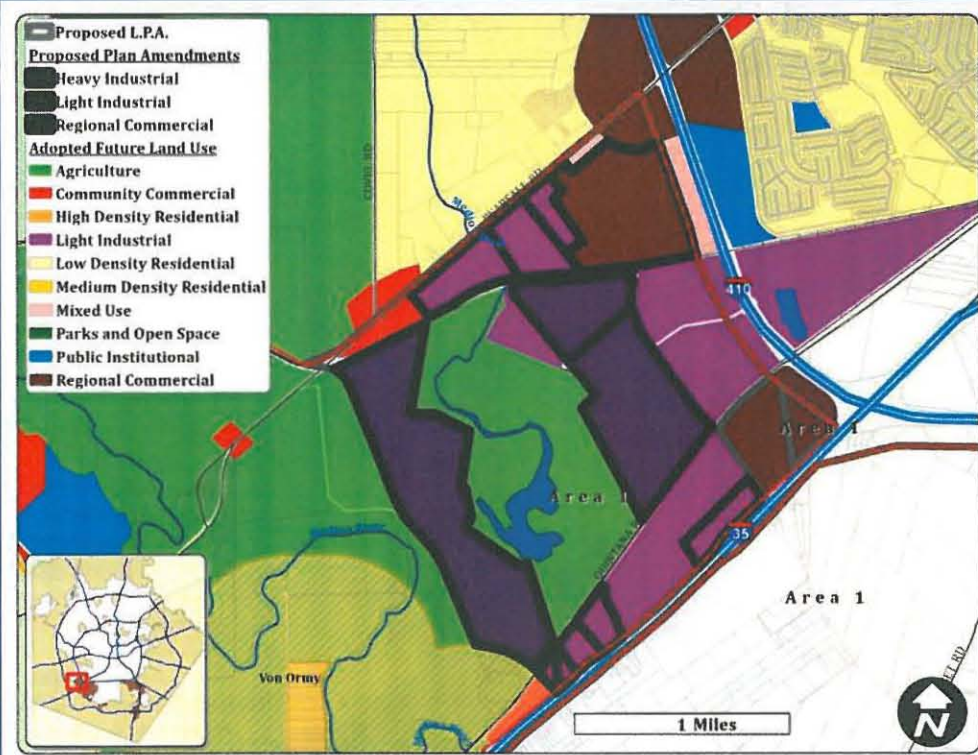 Proposed L.P.A.
Proposed Plan Amendments
Heavy Industrial
Light Industrial
Regional Commercial
Adopted Future Land Use
Agriculture
Community Commercial
High Density Residential
Light Industrial
Low Density Residential
Medium Density Residential
Mixed Use
Parks and Open Space
Public Institutional
Regional Commercial
410
Area 1
Area 1
QUINTANA
35
Area 1
Von Ormy
1 Miles
N